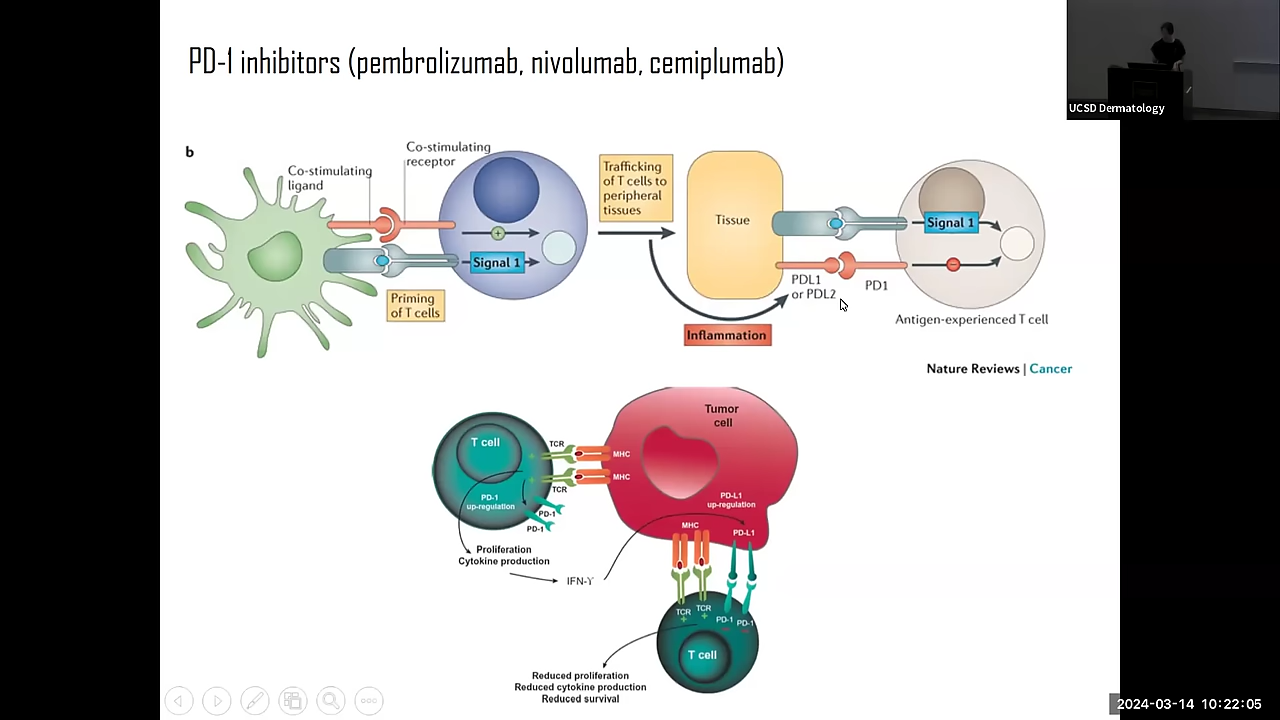 PD-1 inhibitors (pembrolizumab, nivolumab, cemiplumab)
UCSD Dermatology
b
Co-stimulating
ligand
Co-stimulating
receptor
Signal 1
Priming
of T cells
Trafficking
of T cells to
peripheral
tissues
Inflammation
Tissue
PDL1
or PDL2
PD1
Signal 1
Antigen-experienced T cell
Nature Reviews | Cancer
T cell
PD-1
up-regulation
TCR
TCR
PD-1
PD-1
MHC
MHC
Tumor
cell
PD-L1
up-regulation
Proliferation
Cytokine production
IFN-γ
MHC
PD-L1
TCR
TCR
PD-1
PD-1
T cell
Reduced proliferation
Reduced cytokine production
Reduced survival
2024-03-14 10:22:05